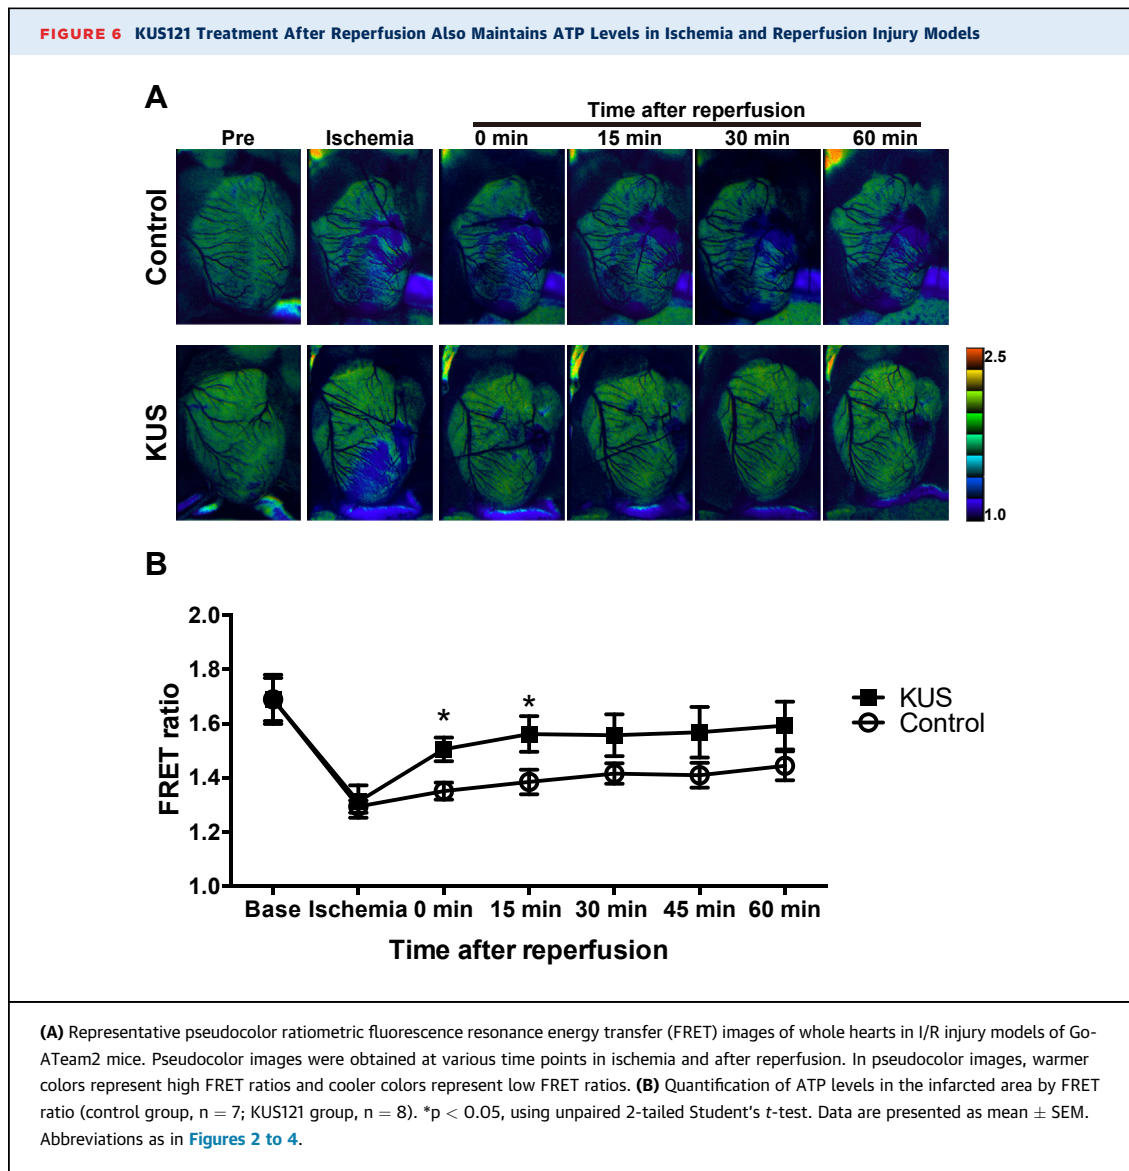 FIGURE 6 KUS121 Treatment After Reperfusion Also Maintains ATP Levels in Ischemia and Reperfusion Injury Models
A
Time after reperfusion
Pre Ischemia 0 min 15 min 30 min 60 min
Control
KUS
2.5
1.0
B
2.0
1.8
1.6
1.4
1.2
1.0
FRET ratio
* *
KUS
Control
Base Ischemia 0 min 15 min 30 min 45 min 60 min
Time after reperfusion
(A) Representative pseudocolor ratiometric fluorescence resonance energy transfer (FRET) images of whole hearts in I/R injury models of Go-
ATeam2 mice. Pseudocolor images were obtained at various time points in ischemia and after reperfusion. In pseudocolor images, warmer
colors represent high FRET ratios and cooler colors represent low FRET ratios. (B) Quantification of ATP levels in the infarcted area by FRET
ratio (control group, n = 7; KUS121 group, n = 8). *p < 0.05, using unpaired 2-tailed Student's t-test. Data are presented as mean ± SEM.
Abbreviations as in Figures 2 to 4.